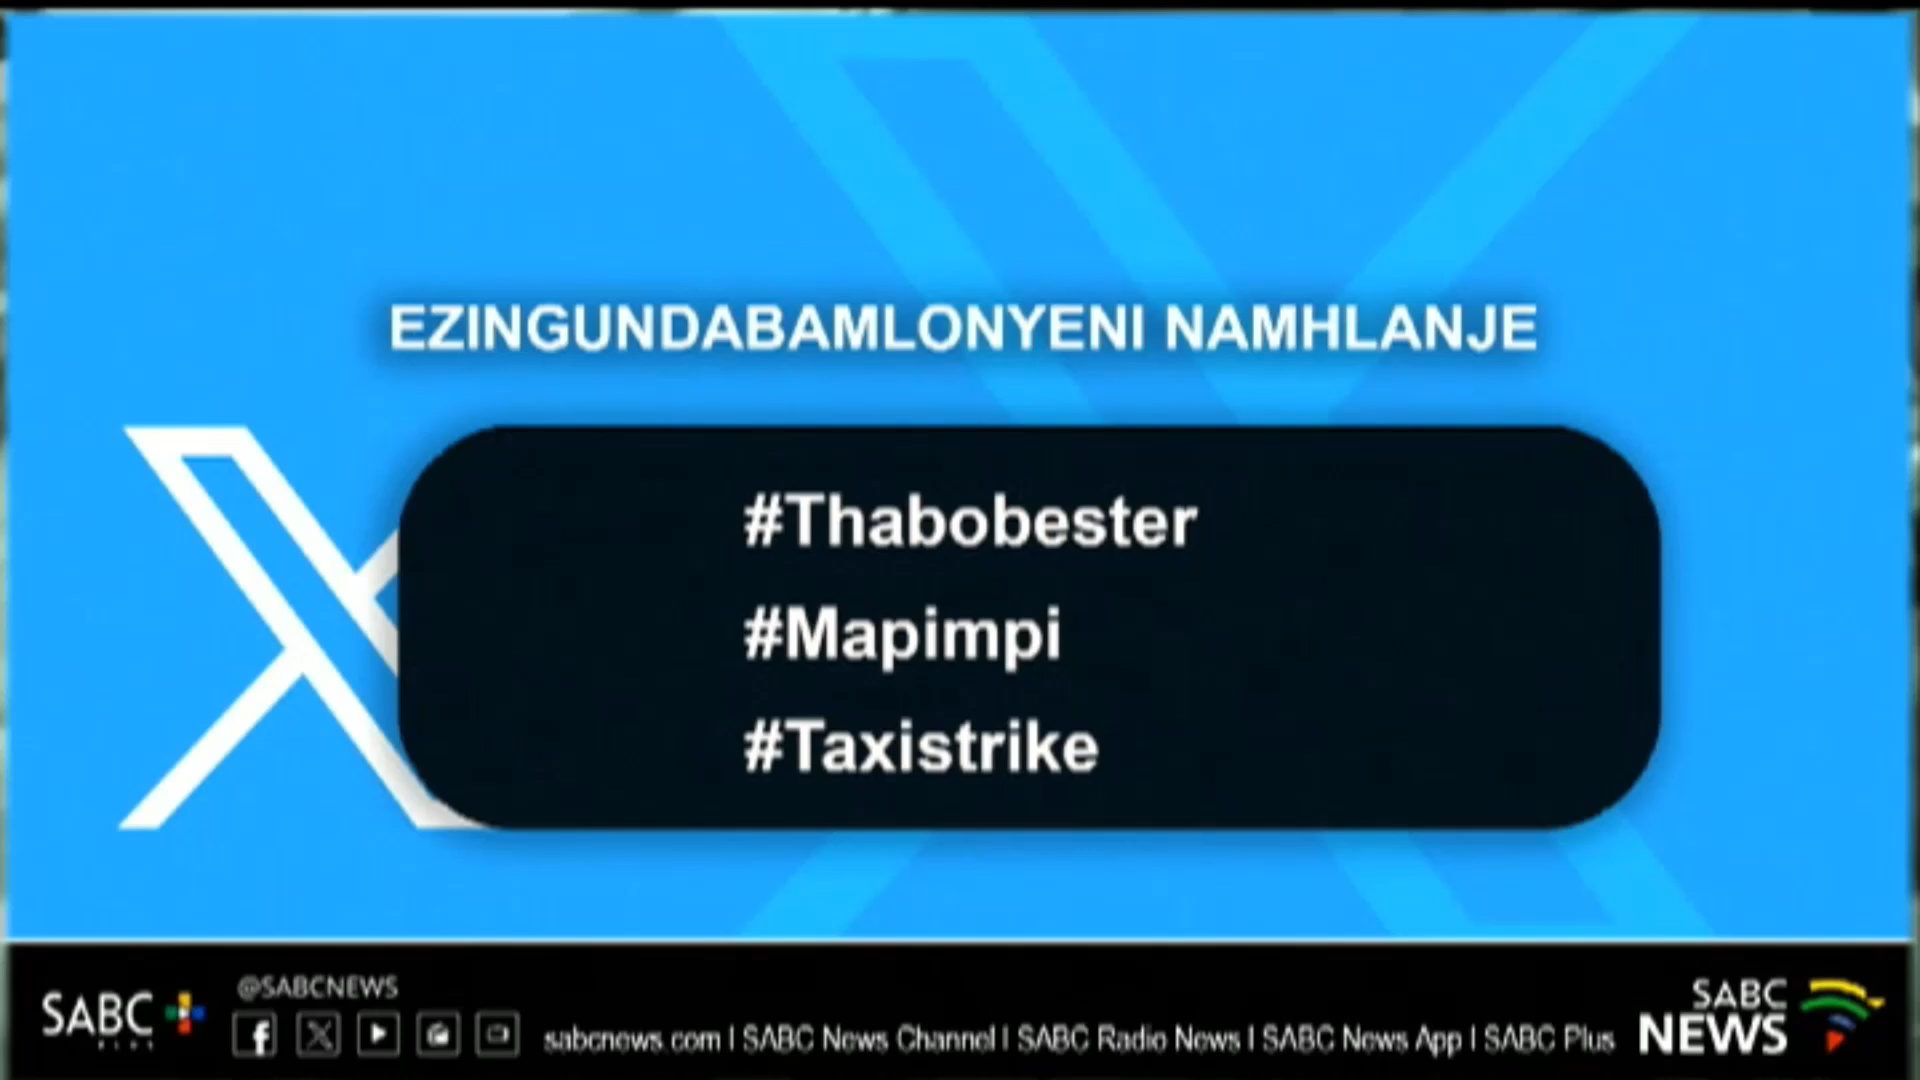 EZINGUNDABAMLONYENI NAMHLANJE
#Thabobester
#Mapimpi
#Taxistrike
SABC
PLUS
@SABCNEWS
sabcnews.com | SABC News Channel | SABC Radio News | SABC News App | SABC Plus
SABC
NEWS